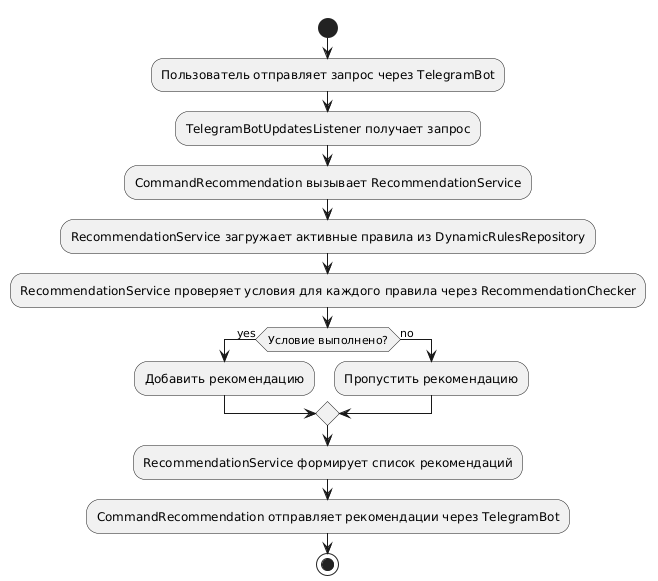 Пользователь отправляет запрос через TelegramBot
TelegramBotUpdatesListener получает запрос
CommandRecommendation вызывает RecommendationService
RecommendationService загружает активные правила из DynamicRulesRepository
RecommendationService проверяет условия для каждого правила через RecommendationChecker
yes
Условие выполнено?
no
Добавить рекомендацию
Пропустить рекомендацию
RecommendationService формирует список рекомендаций
CommandRecommendation отправляет рекомендации через TelegramBot